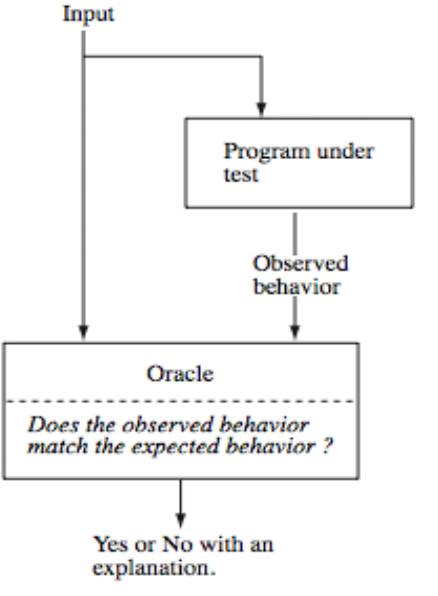 Input
Program under
test
Observed
behavior
Oracle
Does the observed behavior
match the expected behavior ?
Yes or No with an
explanation.